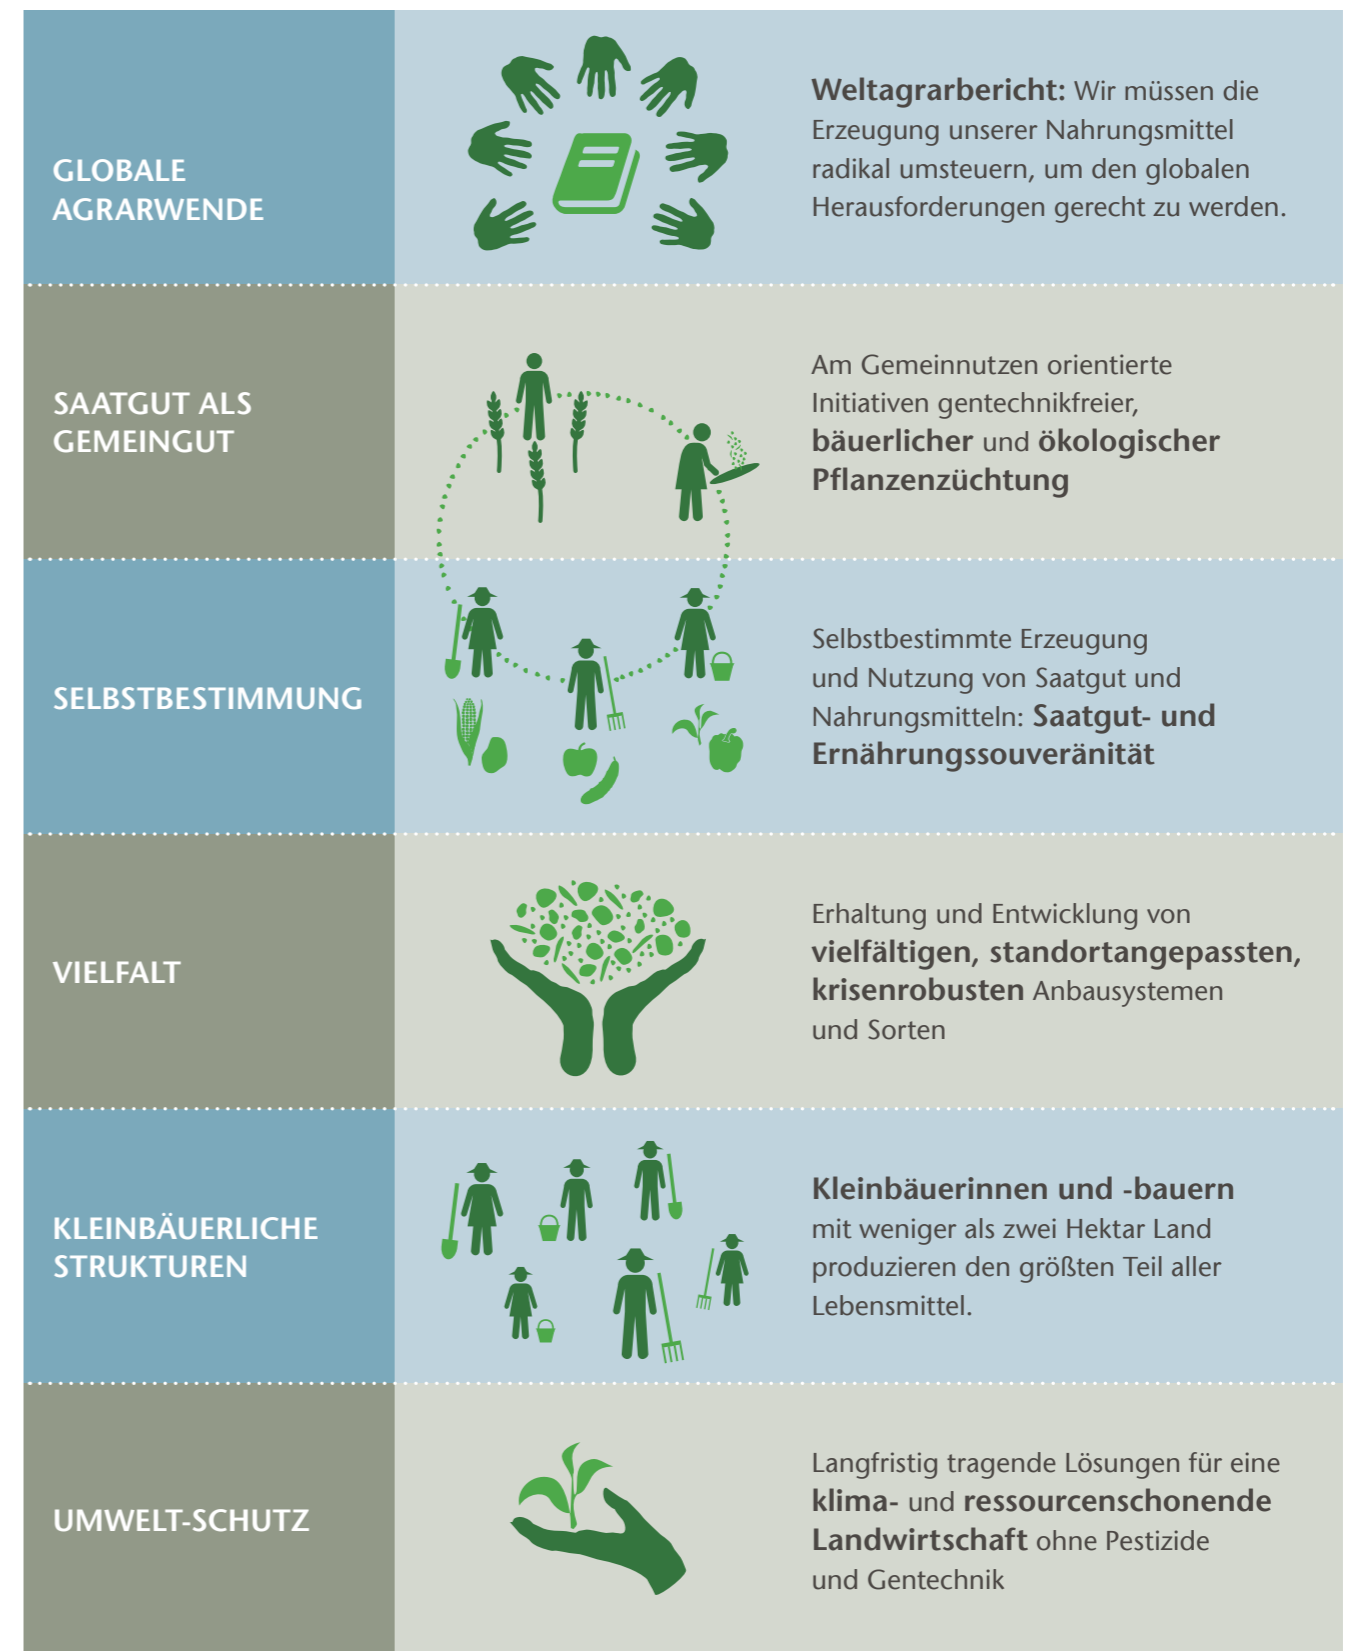 GLOBALE
AGRARWENDE
Weltagrarbericht: Wir müssen die
Erzeugung unserer Nahrungsmittel
radikal umsteuern, um den globalen
Herausforderungen gerecht zu werden.
SAATGUT ALS
GEMEINGUT
Am Gemeinnutzen orientierte
Initiativen gentechnikfreier,
bäuerlicher und ökologischer
Pflanzenzüchtung
SELBSTBESTIMMUNG
Selbstbestimmte Erzeugung
und Nutzung von Saatgut und
Nahrungsmitteln: Saatgut- und
Ernährungssouveränität
VIELFALT
Erhaltung und Entwicklung von
vielfältigen, standortangepassten,
krisenrobusten Anbausystemen
und Sorten
KLEINBÄUERLICHE
STRUKTUREN
Kleinbäuerinnen und -bauern
mit weniger als zwei Hektar Land
produzieren den größten Teil aller
Lebensmittel.
UMWELT-SCHUTZ
Langfristig tragende Lösungen für eine
klima- und ressourcenschonende
Landwirtschaft ohne Pestizide
und Gentechnik